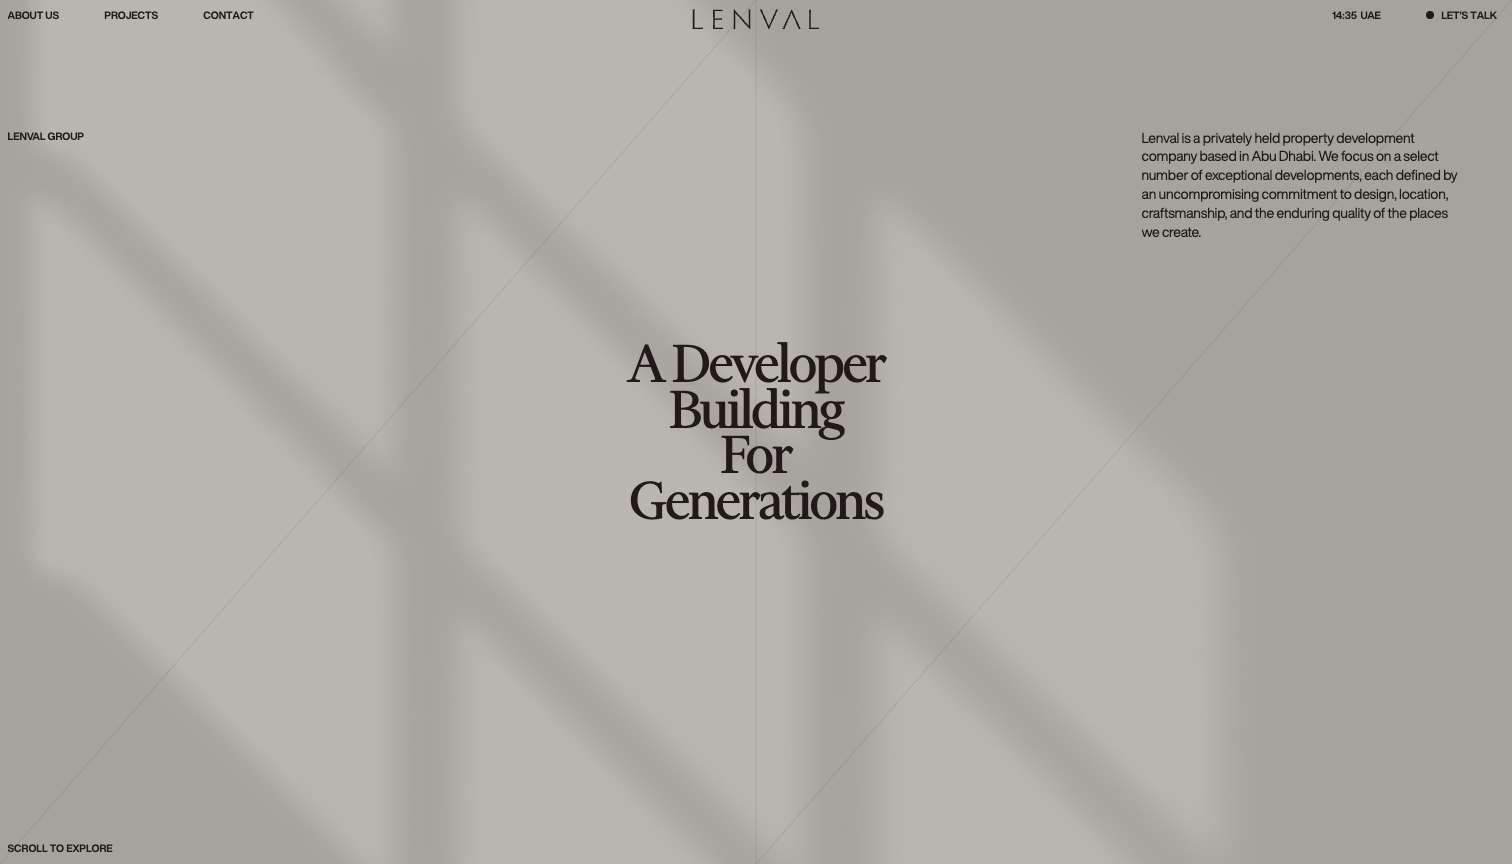 ABOUT US
PROJECTS
CONTACT
LENVAL
14:35 UAE
LET'S TALK
LENVAL GROUP
Lenval is a privately held property development
company based in Abu Dhabi. We focus on a select
number of exceptional developments, each defined by
an uncompromising commitment to design, location,
craftsmanship, and the enduring quality of the places
we create.
A Developer
Building
For
Generations
SCROLL TO EXPLORE